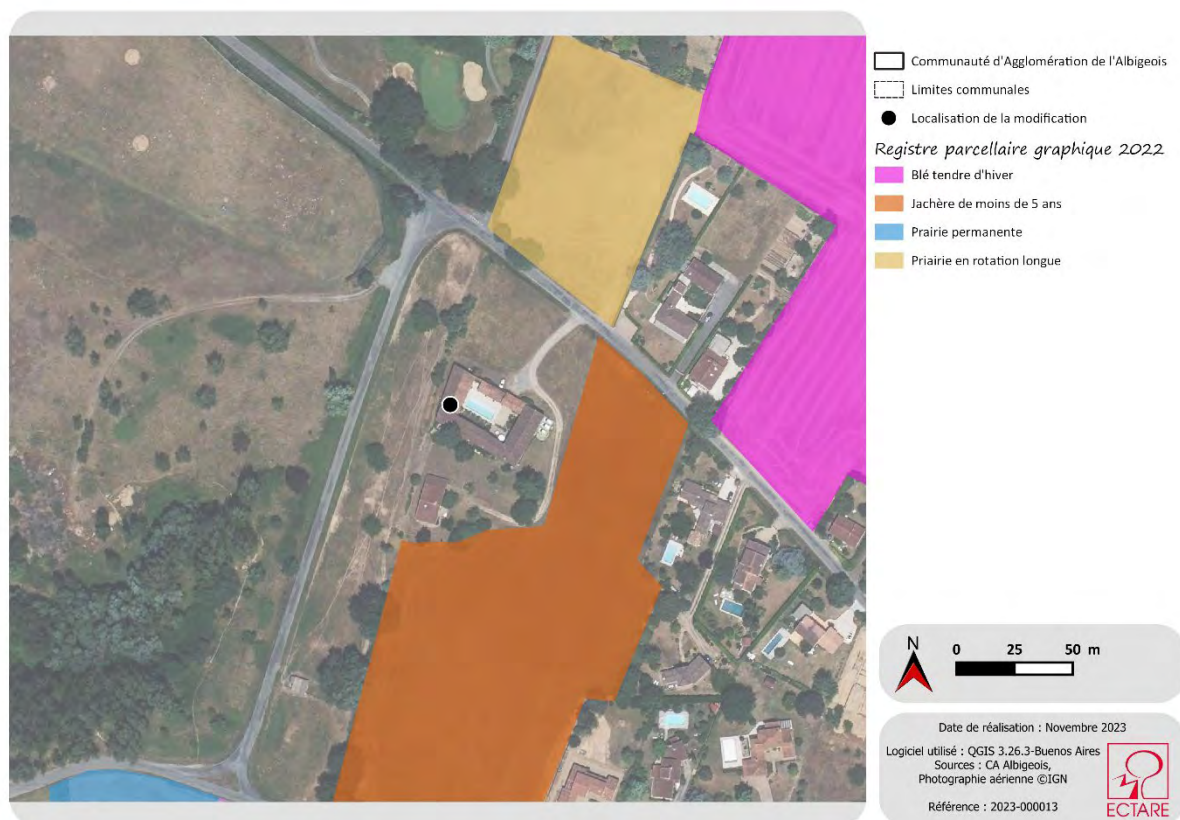 Communauté d'Agglomération de l'Albigeois
Limites communales
Localisation de la modification
Registre parcellaire graphique 2022
Blé tendre d'hiver
Jachère de moins de 5 ans
Prairie permanente
Priairie en rotation longue
N
0 25 50 m
Date de réalisation : Novembre 2023
Logiciel utilisé : QGIS 3.26.3-Buenos Aires
Sources : CA Albigeois,
Photographie aérienne ©IGN
Référence : 2023-000013
ECTARE